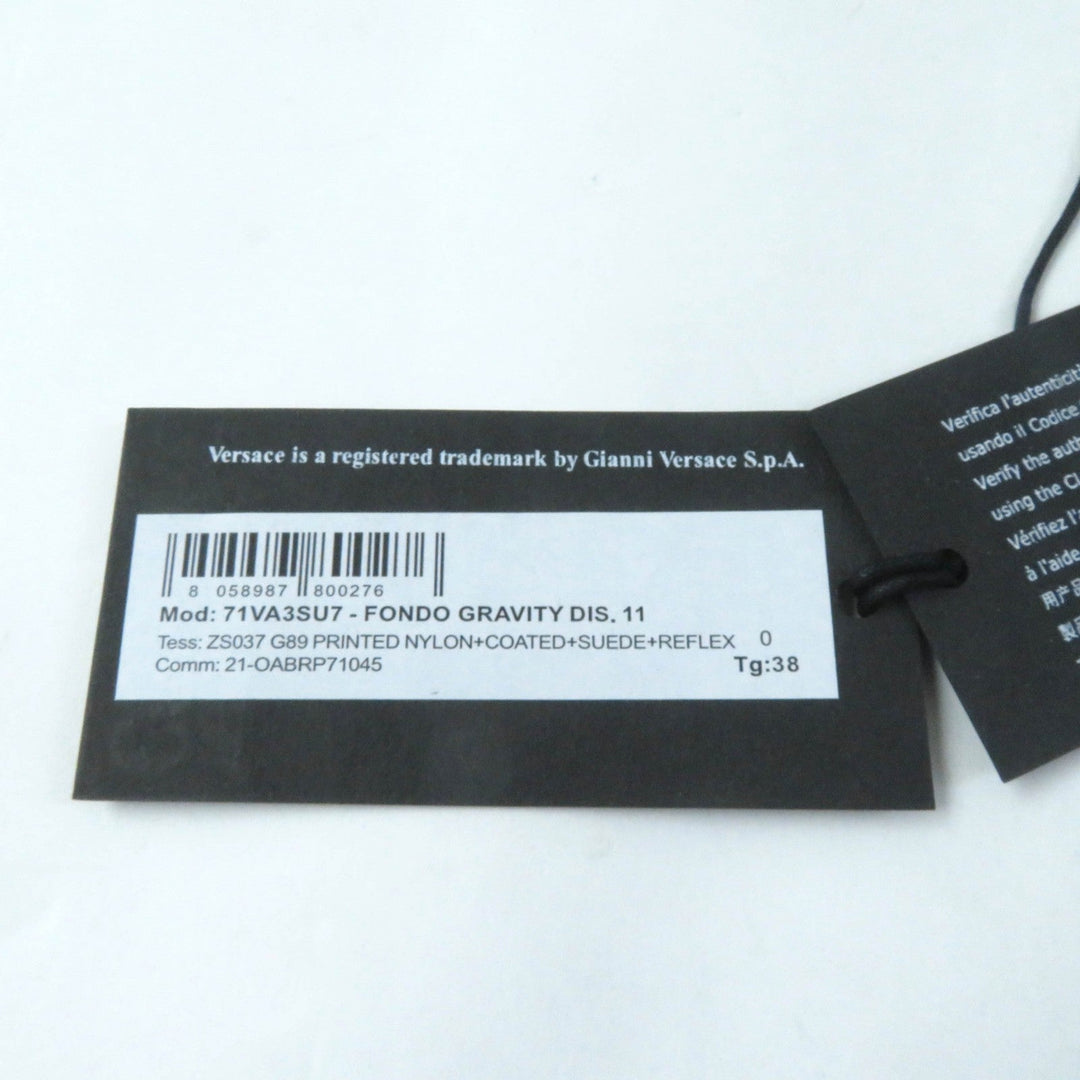 Versace is a registered trademark by Gianni Versace S.p.A.
8 058987 800276
Mod: 71VA3SU7 - FONDO GRAVITY DIS. 11
Tess: ZS037 G89 PRINTED NYLON+COATED+SUEDE+REFLEX 0
Comm: 21-OABRP71045 Tg:38
Verifica
usando il Codice
Verify the
using the
Vérifiez
à l'aide
用产